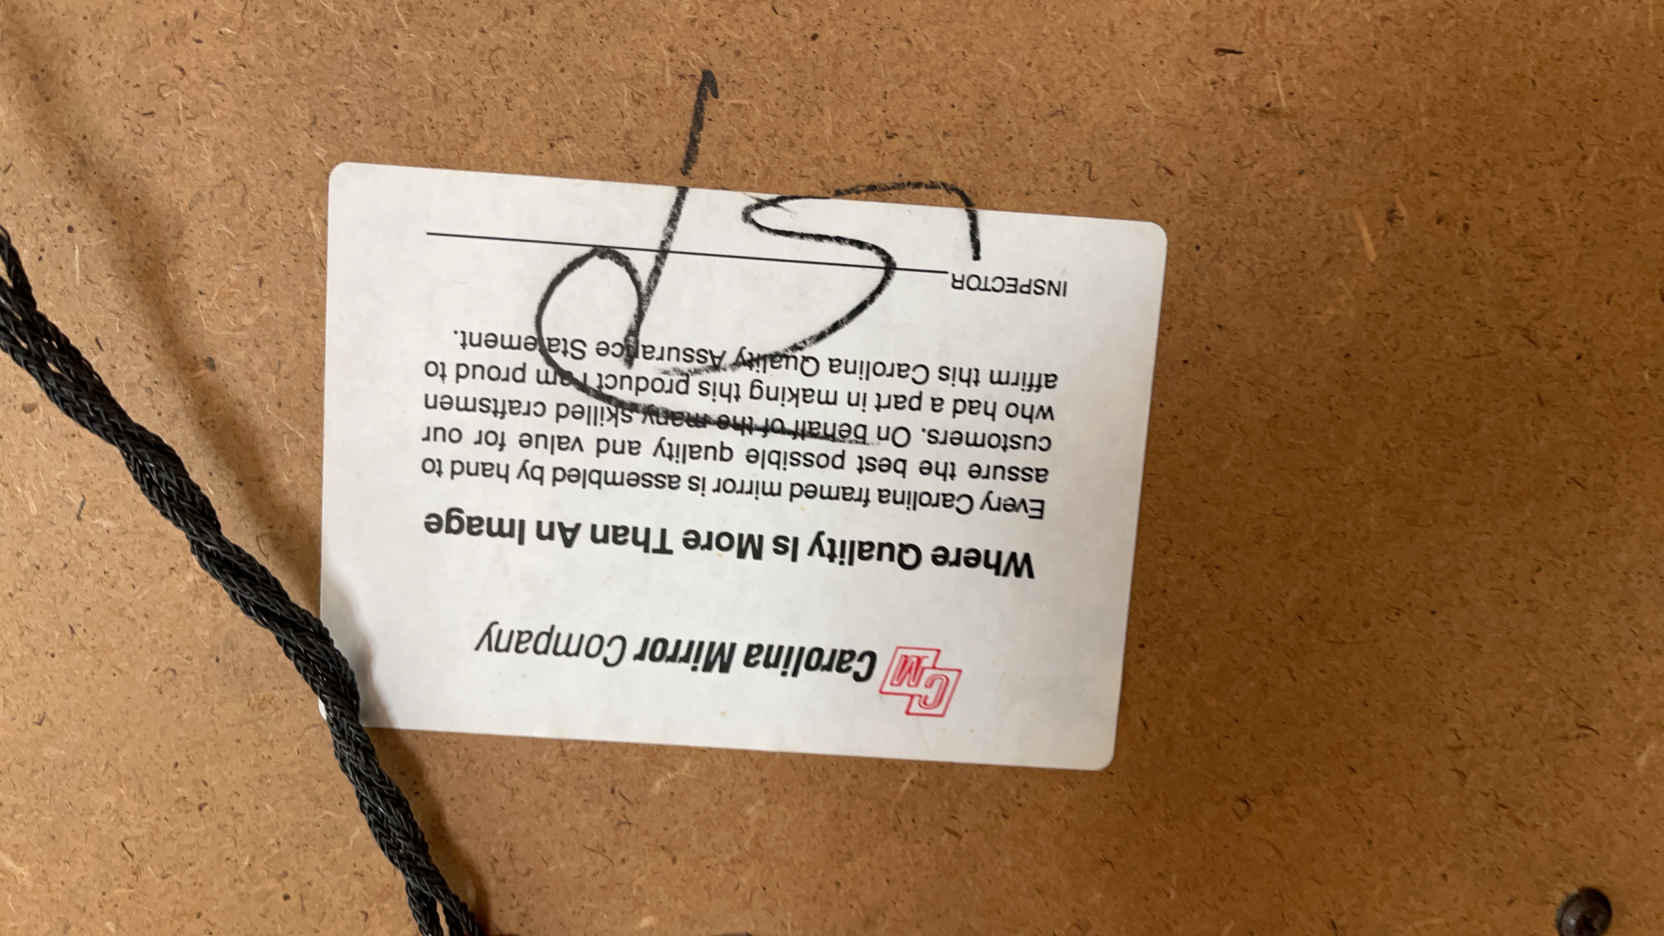 CM Carolina Mirror Company
Where Quality Is More Than An Image
Every Carolina framed mirror is assembled by hand to
assure the best possible quality and value for our
customers. On behalf of the many skilled craftsmen
who had a part in making this product I am proud to
affirm this Carolina Quality Assurance Statement.
INSPECTOR